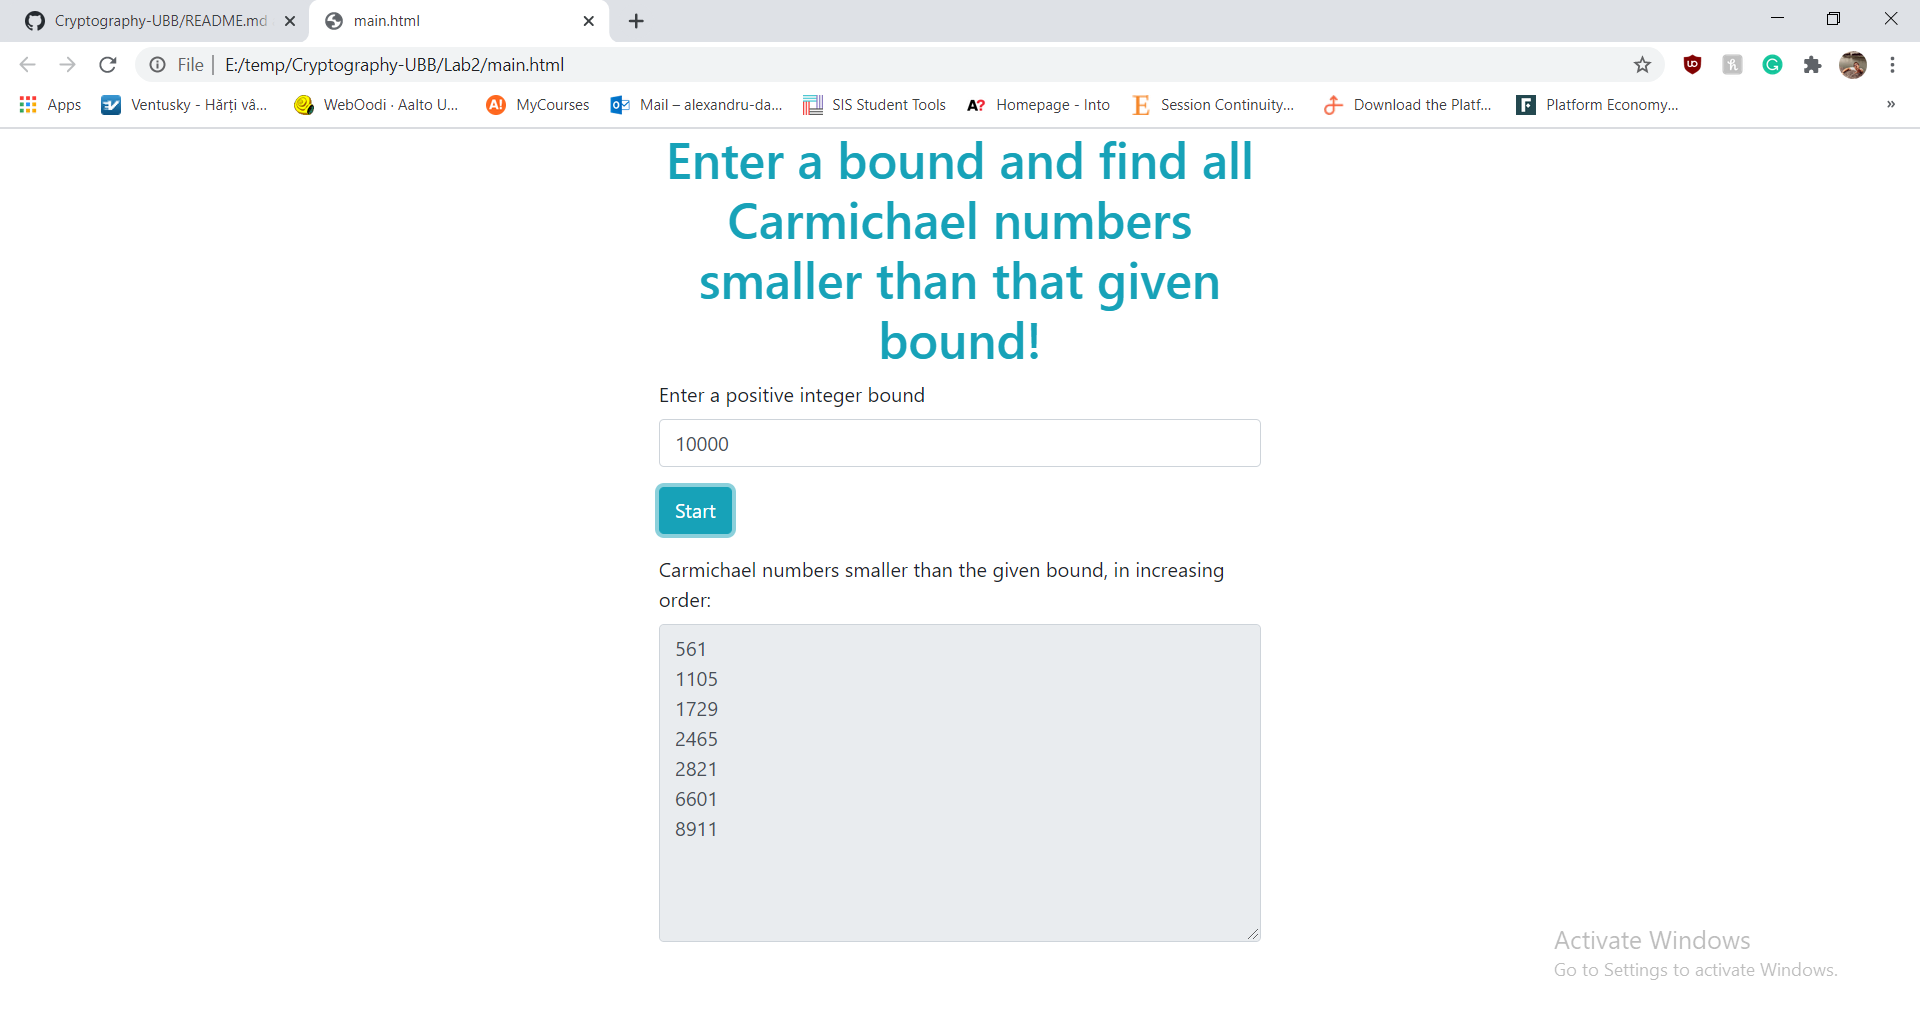 Cryptography-UBB/README.md
main.html
File
E:/temp/Cryptography-UBB/Lab2/main.html
Apps
Ventusky - Hărți vâ...
WebOodi · Aalto U...
A!
MyCourses
Mail – alexandru-da...
SIS Student Tools
A?
Homepage - Into
E
Session Continuity...
Download the Platf...
F
Platform Economy...
»
Enter a bound and find all
Carmichael numbers
smaller than that given
bound!
Enter a positive integer bound
10000
Start
Carmichael numbers smaller than the given bound, in increasing
order:
561
1105
1729
2465
2821
6601
8911
Activate Windows
Go to Settings to activate Windows.